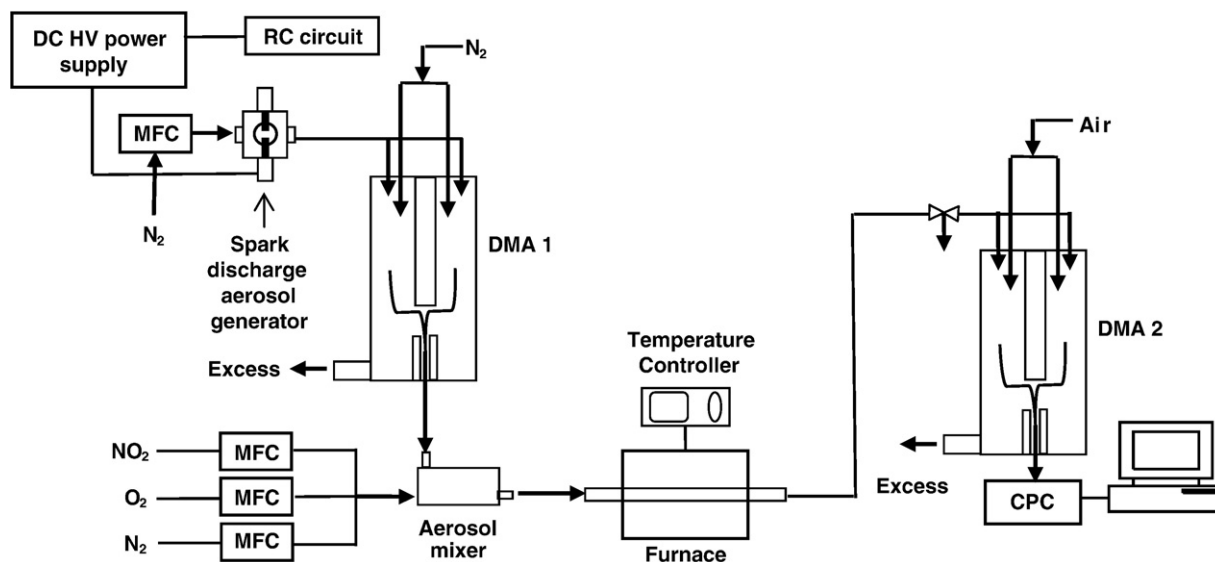 DC HV power
supply
RC circuit
N₂
MFC
N₂
Spark
discharge
aerosol
generator
DMA 1
Excess
NO₂
MFC
O₂
MFC
N₂
MFC
Aerosol
mixer
Temperature
Controller
Furnace
Air
DMA 2
Excess
CPC